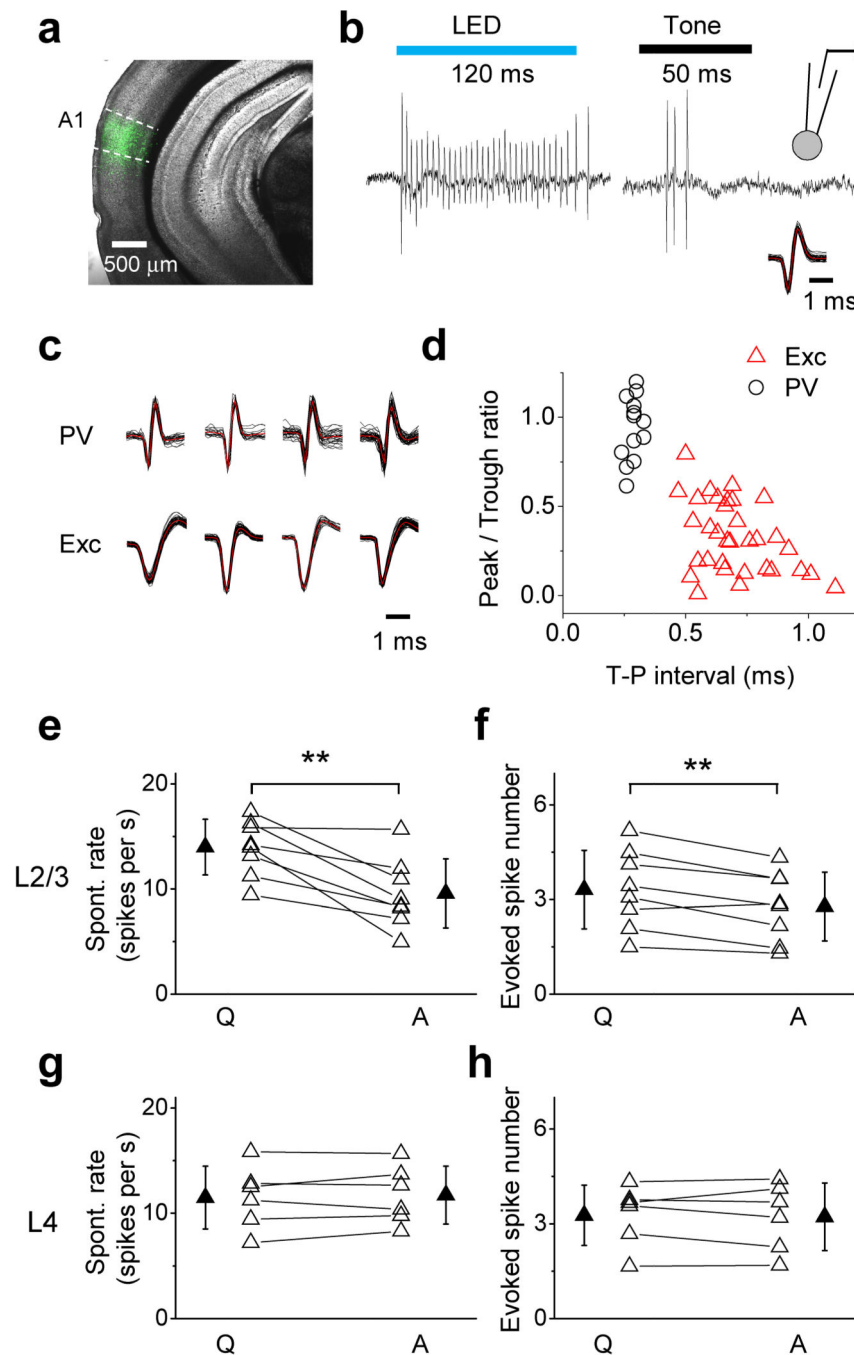 a
A1
500 μm
b
LED
120 ms
Tone
50 ms
1 ms
c
PV
Exc
1 ms
d
Exc
PV
Peak / Trough ratio
1.0
0.5
0.0
0.0
0.5
1.0
T-P interval (ms)
e
**
L2/3
Spont. rate
(spikes per s)
20
10
0
Q
A
f
**
Evoked spike number
6
3
0
Q
A
g
L4
Spont. rate
(spikes per s)
20
10
0
Q
A
h
Evoked spike number
6
3
0
Q
A